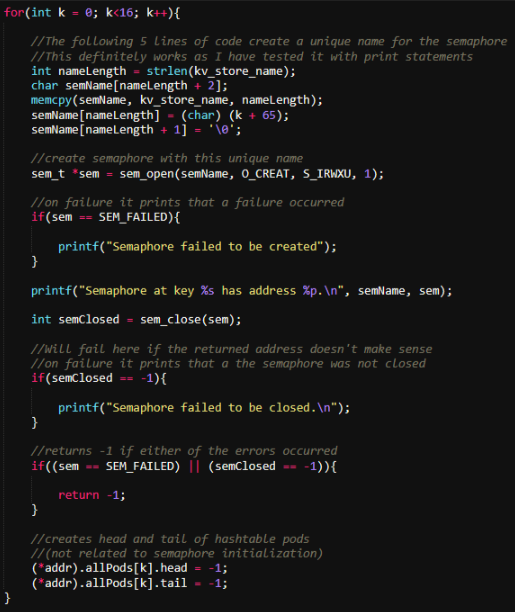 for(int k = 0; k<16; k++){
//The following 5 lines of code create a unique name for the semaphore
//This definitely works as I have tested it with print statements
int nameLength = strlen(kv_store_name);
char semName[nameLength + 2];
memcpy(semName, kv_store_name, nameLength);
semName[nameLength] = (char) (k + 65);
semName[nameLength + 1] = '\0';
//create semaphore with this unique name
sem_t *sem = sem_open(semName, O_CREAT, S_IRWXU, 1);
//on failure it prints that a failure occurred
if(sem == SEM_FAILED){
printf("Semaphore failed to be created");
}
printf("Semaphore at key %s has address %p.\n", semName, sem);
int semClosed = sem_close(sem);
//Will fail here if the returned address doesn't make sense
//on failure it prints that a the semaphore was not closed
if(semClosed == -1){
printf("Semaphore failed to be closed.\n");
}
//returns -1 if either of the errors occurred
if((sem == SEM_FAILED) || (semClosed == -1)){
return -1;
}
//creates head and tail of hashtable pods
//(not related to semaphore initialization)
(*addr).allPods[k].head = -1;
(*addr).allPods[k].tail = -1;
}